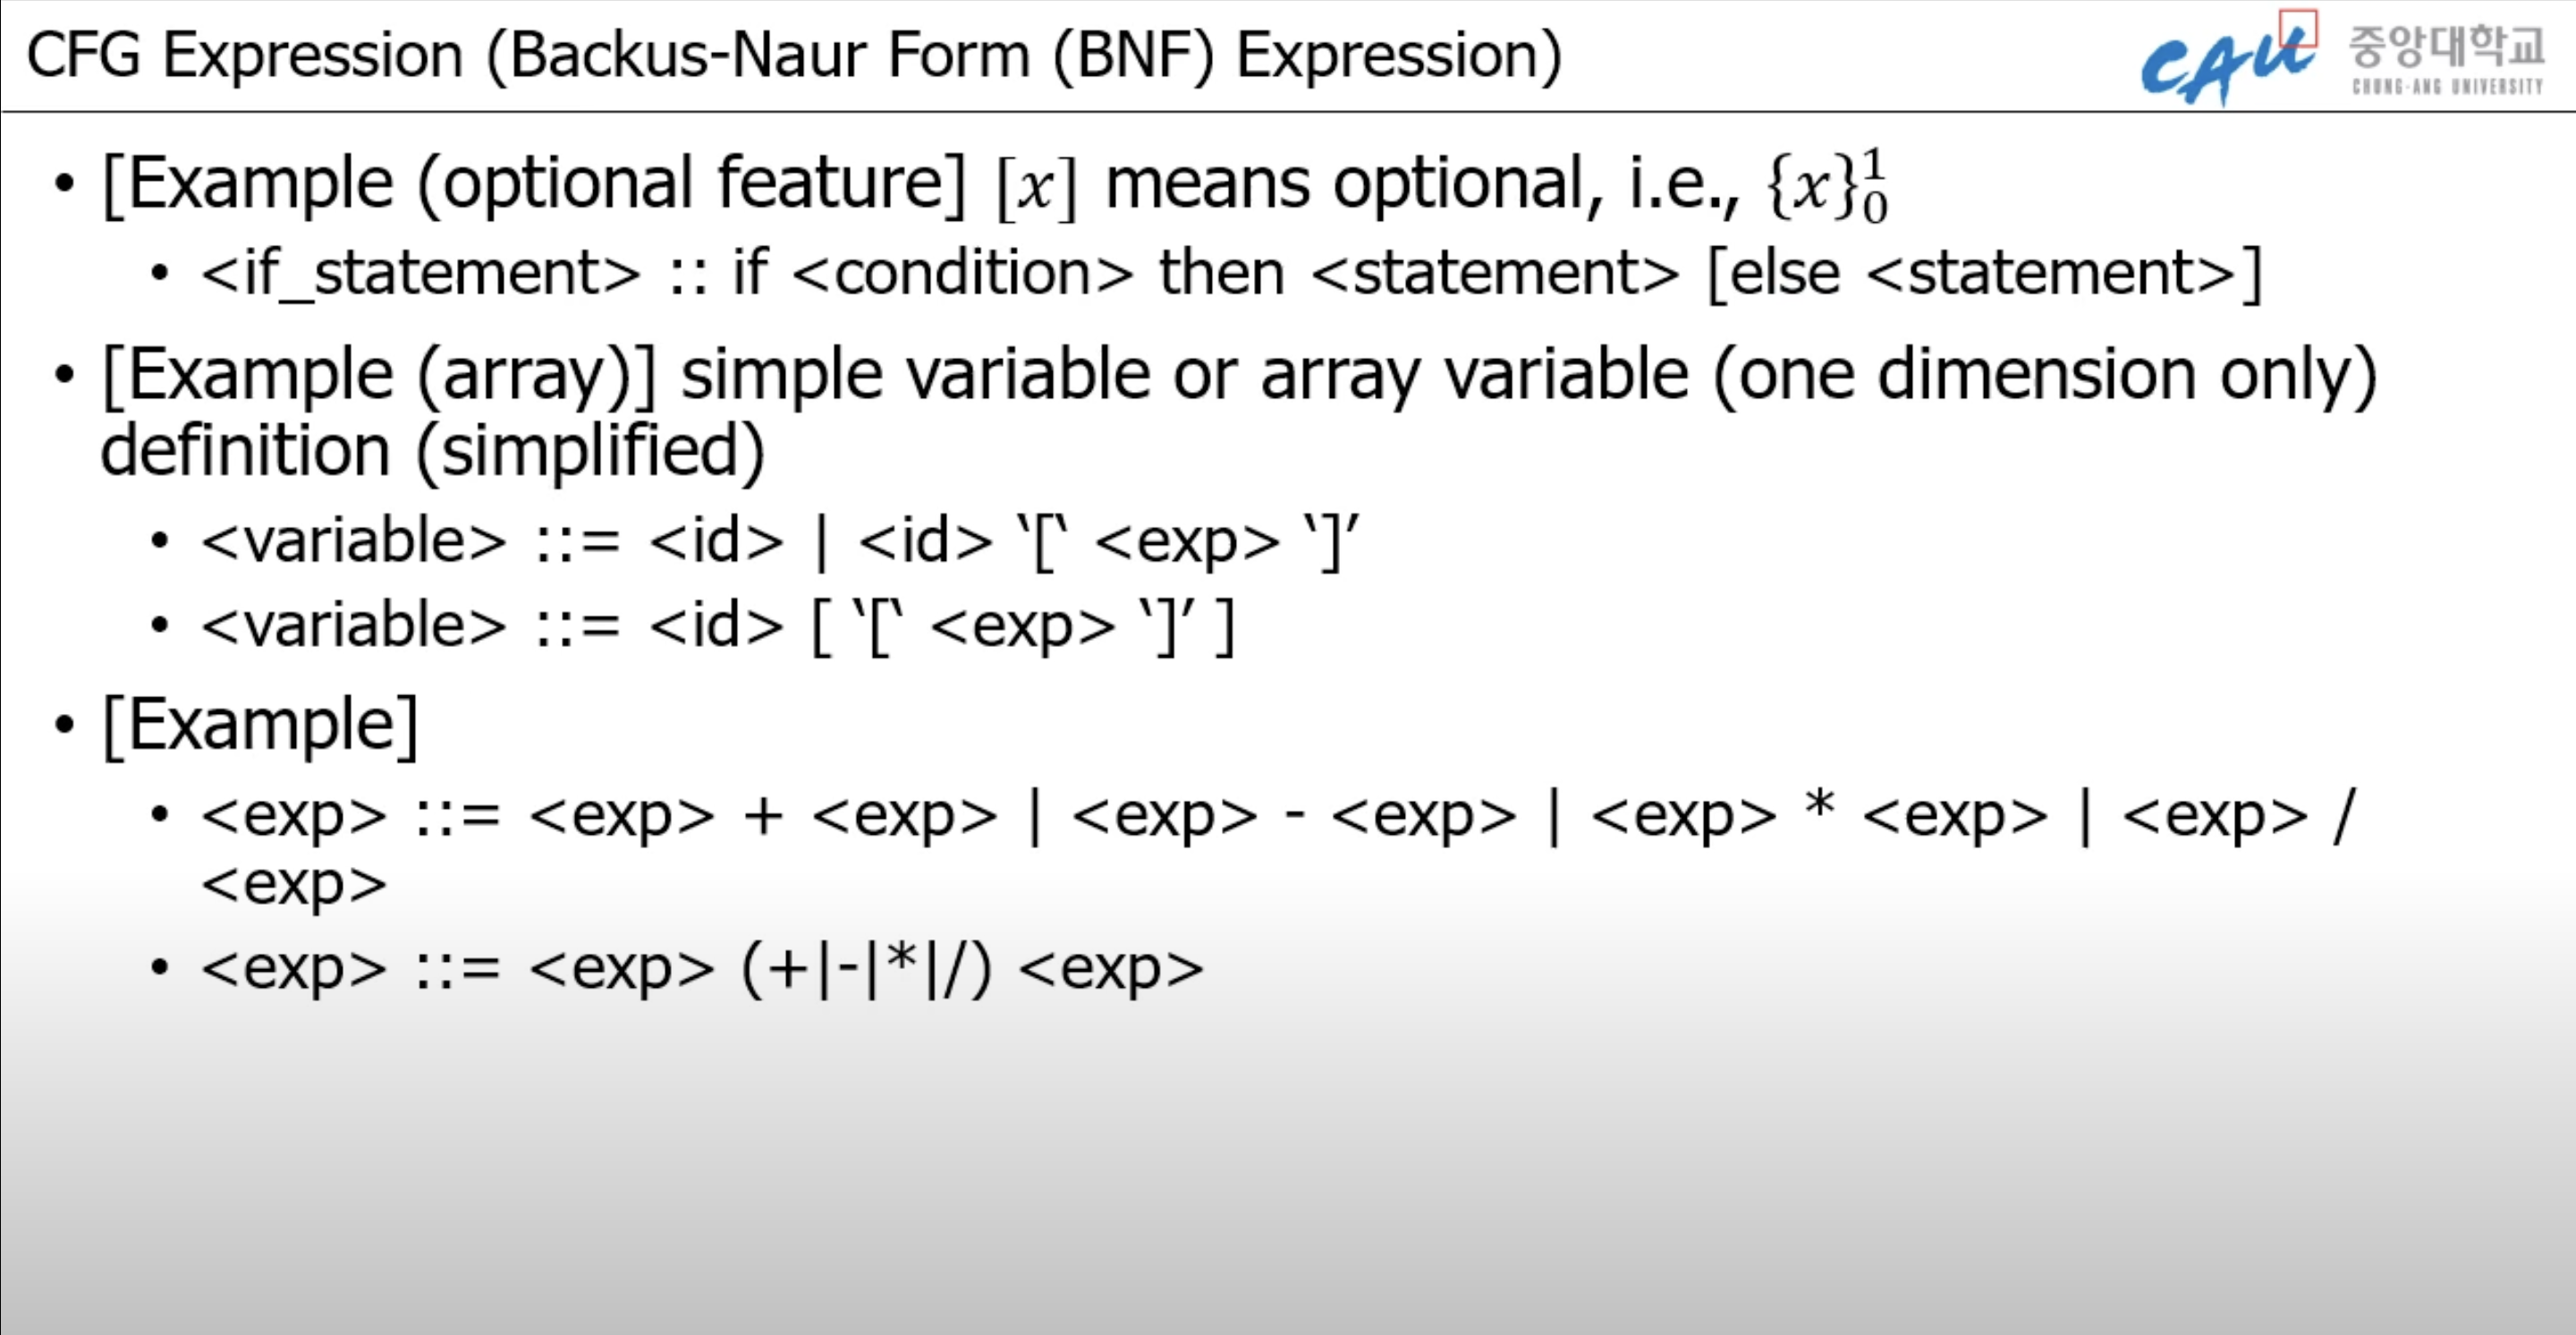 CFG Expression (Backus-Naur Form (BNF) Expression)
CAU 중앙대학교
CHUNG-ANG UNIVERSITY
• [Example (optional feature] [x] means optional, i.e., {x}₀¹
• <if_statement> :: if <condition> then <statement> [else <statement>]
• [Example (array)] simple variable or array variable (one dimension only)
definition (simplified)
• <variable> ::= <id> | <id> ‘[‘ <exp> ‘]’
• <variable> ::= <id> [ ‘[‘ <exp> ‘]’ ]
• [Example]
• <exp> ::= <exp> + <exp> | <exp> - <exp> | <exp> * <exp> | <exp> /
<exp>
• <exp> ::= <exp> (+|-|*|/) <exp>